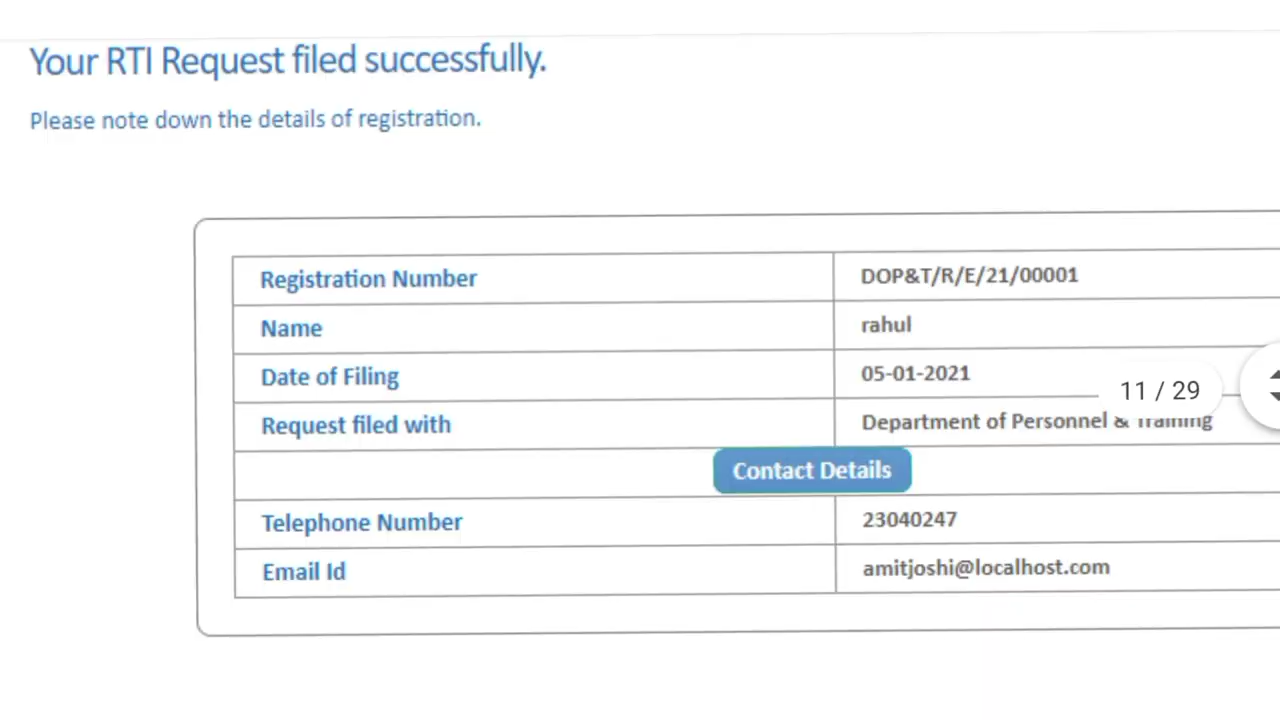 Your RTI Request filed successfully.
Please note down the details of registration.
Registration Number DOP&T/R/E/21/00001
Name rahul
Date of Filing 05-01-2021
11 / 29
Request filed with Department of Personnel & Training
Contact Details
Telephone Number 23040247
Email Id amitjoshi@localhost.com